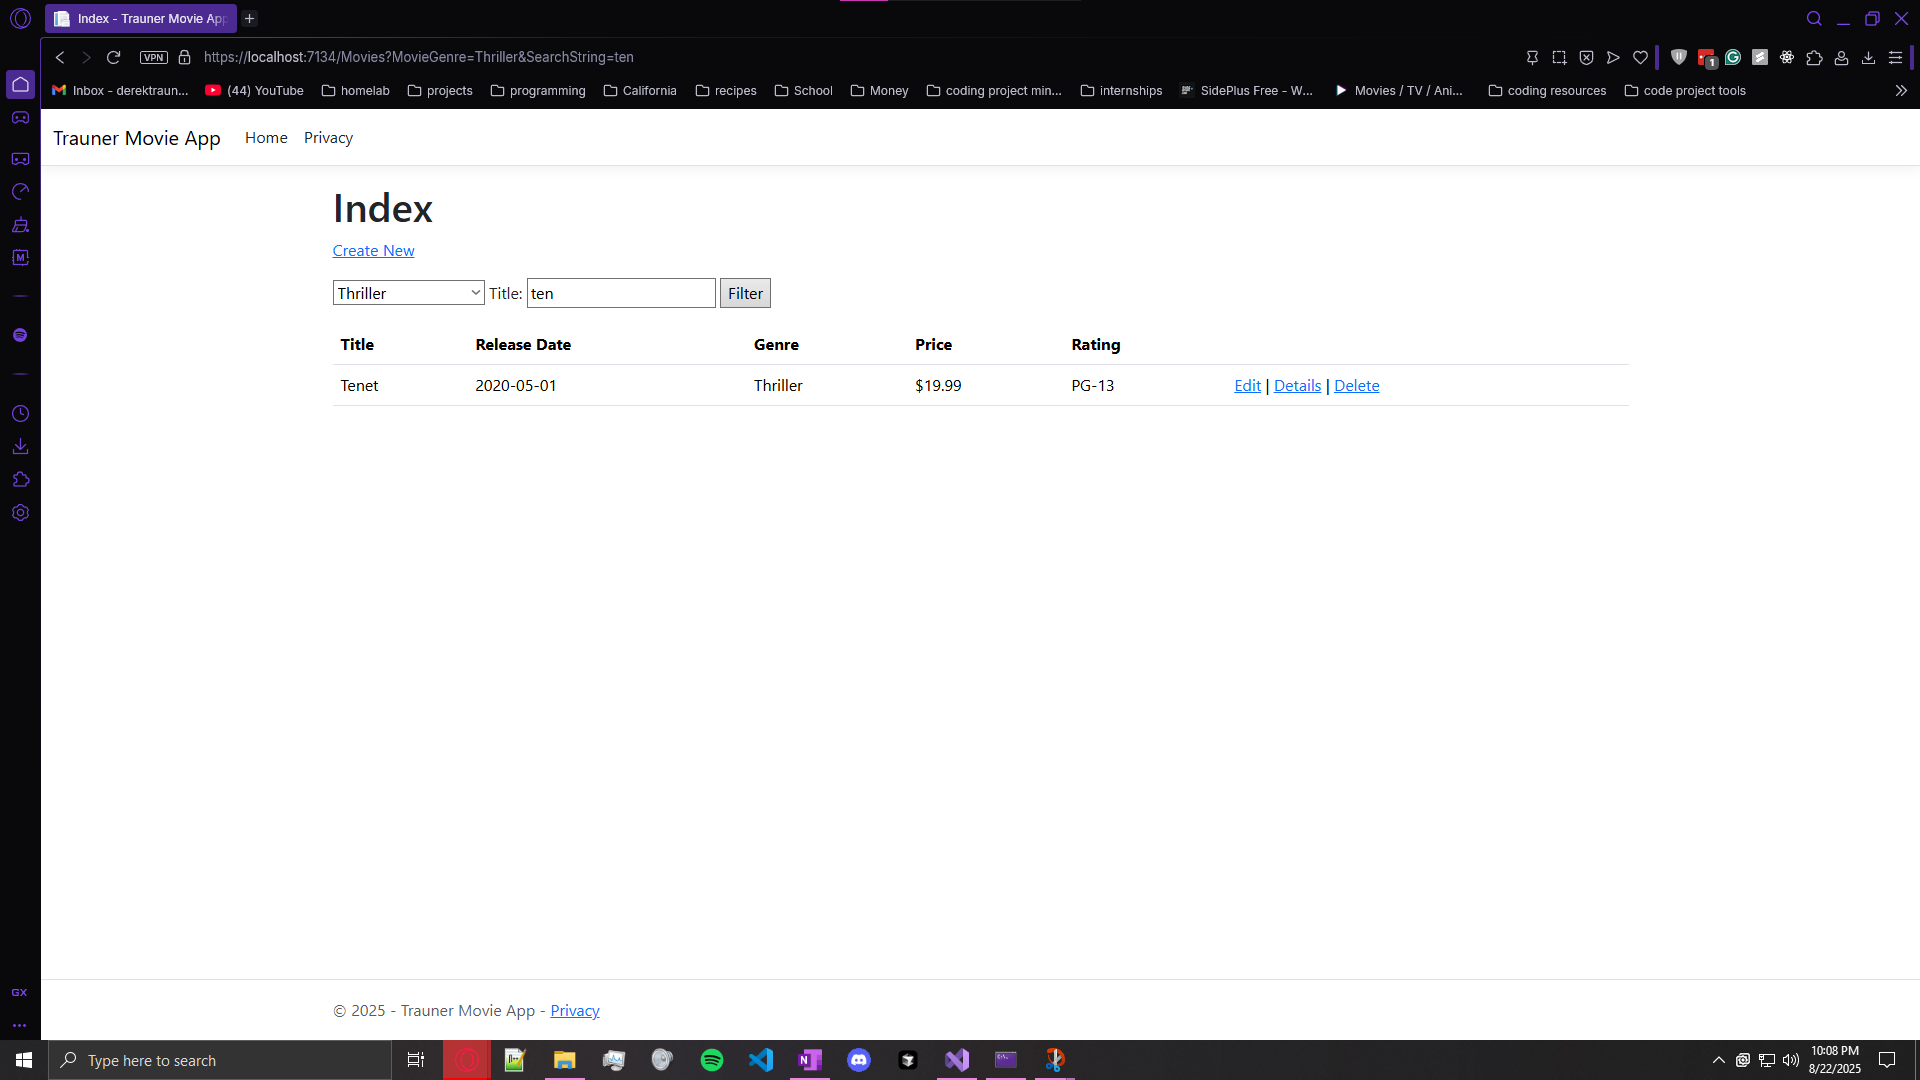 Index - Trauner Movie App
VPN https://localhost:7134/Movies?MovieGenre=Thriller&SearchString=ten 1
Inbox - derektraun... (44) YouTube homelab projects programming California recipes School Money coding project min... internships SidePlus Free - W... Movies / TV / Ani... coding resources code project tools
Trauner Movie App Home Privacy
Index
Create New
Thriller Title: ten Filter
Title Release Date Genre Price Rating
Tenet 2020-05-01 Thriller $19.99 PG-13 Edit | Details | Delete
© 2025 - Trauner Movie App - Privacy
GX
Type here to search
10:08 PM
8/22/2025